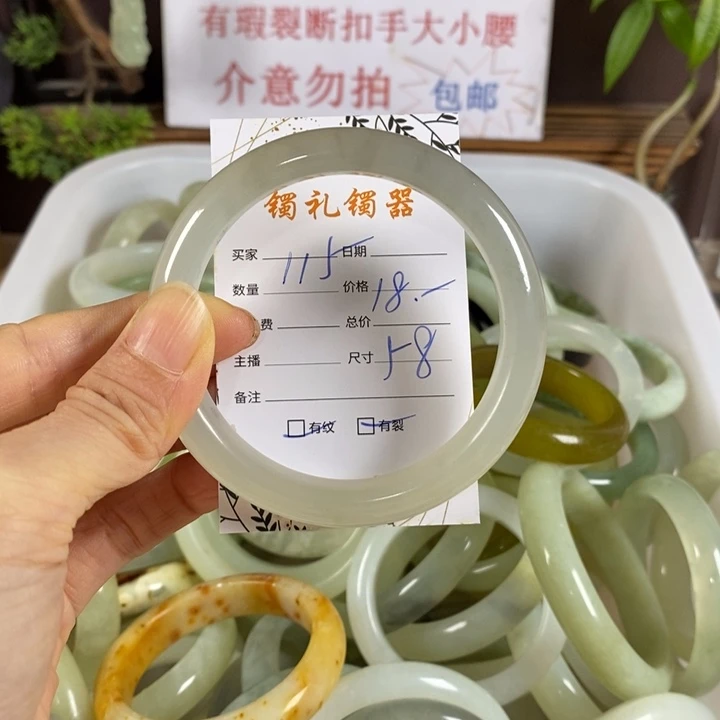 有瑕裂断扣手大小腰
介意勿拍 包邮
镯礼镯器
买家 115 日期
数量 价格 18.-
费 总价
主播 尺寸 58
备注
有纹 有裂